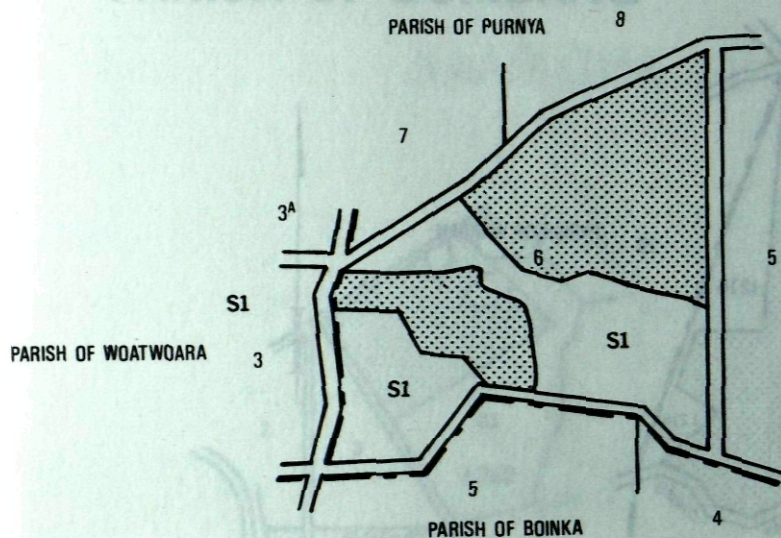 PARISH OF PURNYA
8
7
3A
6
5
S1
S1
PARISH OF WOATWOARA
3
S1
5
4
PARISH OF BOINKA